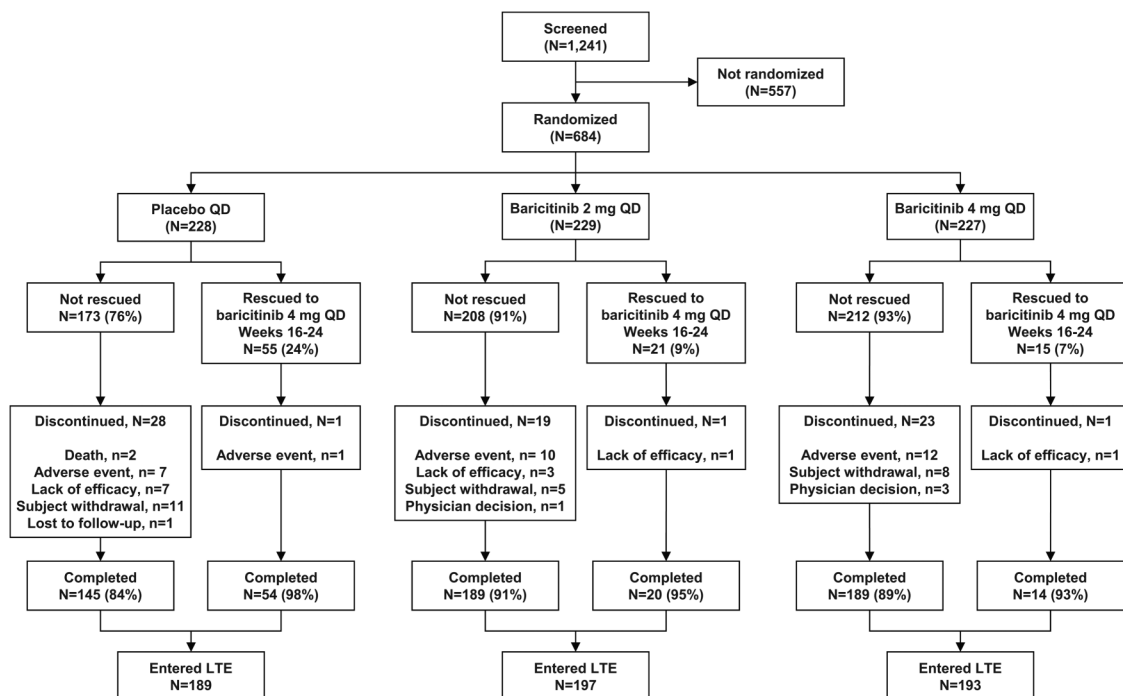 Screened
(N=1,241)
Not randomized
(N=557)
Randomized
(N=684)
Placebo QD
(N=228)
Baricitinib 2 mg QD
(N=229)
Baricitinib 4 mg QD
(N=227)
Not rescued
N=173 (76%)
Rescued to
baricitinib 4 mg QD
Weeks 16-24
N=55 (24%)
Not rescued
N=208 (91%)
Rescued to
baricitinib 4 mg QD
Weeks 16-24
N=21 (9%)
Not rescued
N=212 (93%)
Rescued to
baricitinib 4 mg QD
Weeks 16-24
N=15 (7%)
Discontinued, N=28
Death, n=2
Adverse event, n= 7
Lack of efficacy, n=7
Subject withdrawal, n=11
Lost to follow-up, n=1
Discontinued, N=1
Adverse event, n=1
Discontinued, N=19
Adverse event, n= 10
Lack of efficacy, n=3
Subject withdrawal, n=5
Physician decision, n=1
Discontinued, N=1
Lack of efficacy, n=1
Discontinued, N=23
Adverse event, n=12
Subject withdrawal, n=8
Physician decision, n=3
Discontinued, N=1
Lack of efficacy, n=1
Completed
N=145 (84%)
Completed
N=54 (98%)
Completed
N=189 (91%)
Completed
N=20 (95%)
Completed
N=189 (89%)
Completed
N=14 (93%)
Entered LTE
N=189
Entered LTE
N=197
Entered LTE
N=193